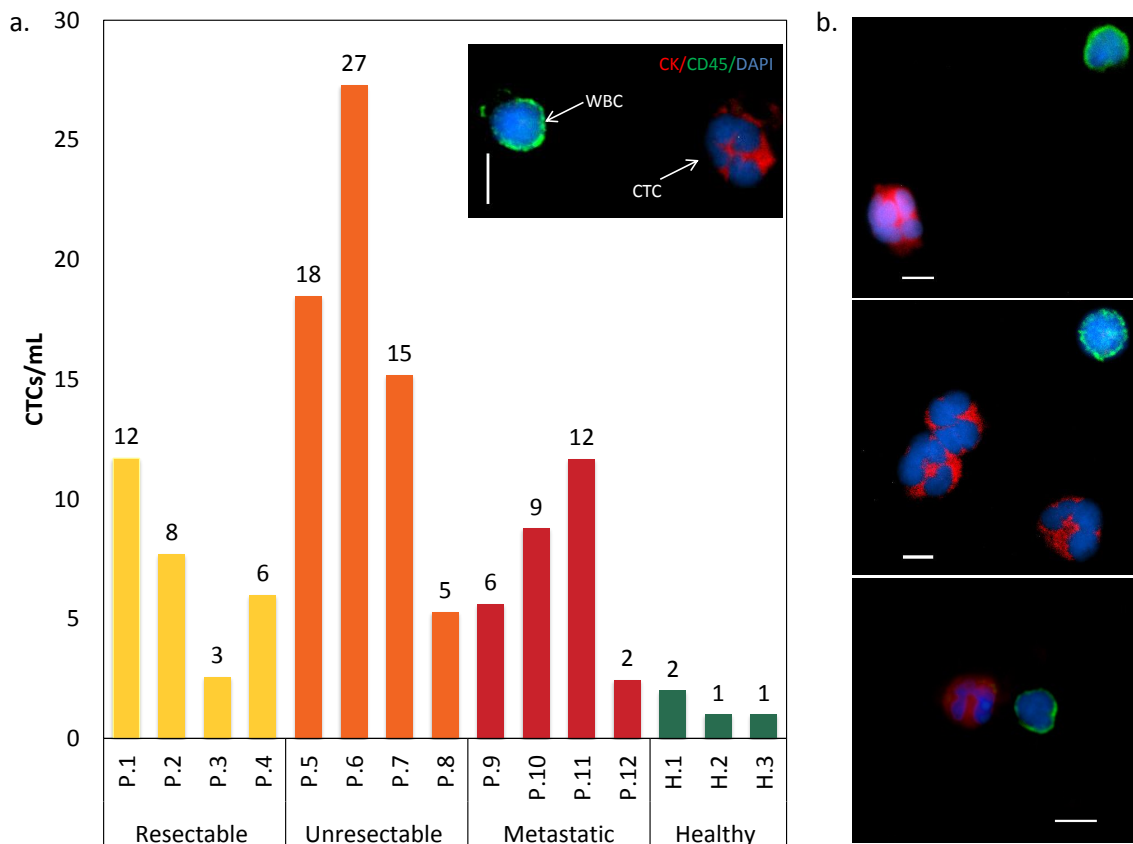 a.
b.
30
25
20
15
10
5
0
CTCs/mL
CK/CD45/DAPI
WBC
CTC
12
8
3
6
18
27
15
5
6
9
12
2
2
1
1
P.1
P.2
P.3
P.4
P.5
P.6
P.7
P.8
P.9
P.10
P.11
P.12
H.1
H.2
H.3
Resectable
Unresectable
Metastatic
Healthy